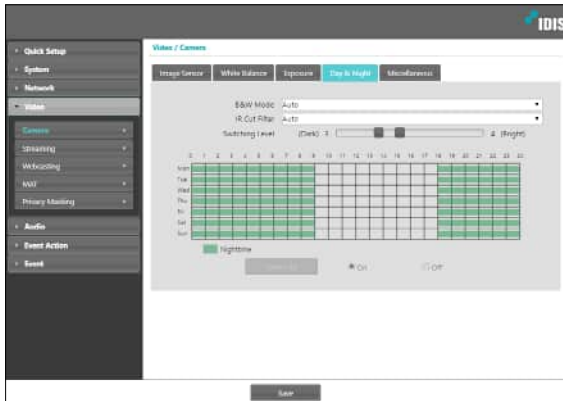 IDIS
Quick Setup
System
Network
Video
Camera
Streaming
Webcasting
MAT
Privacy Masking
Audio
Event Action
Event
Video / Camera
Image Sensor White Balance Exposure Day & Night Miscellaneous
B&W Mode Auto
IR Cut Filter Auto
Switching Level (Dark) 3 4 (Bright)
0 1 2 3 4 5 6 7 8 9 10 11 12 13 14 15 16 17 18 19 20 21 22 23
Mon
Tue
Wed
Thu
Fri
Sat
Sun
Nighttime
On Off
Save